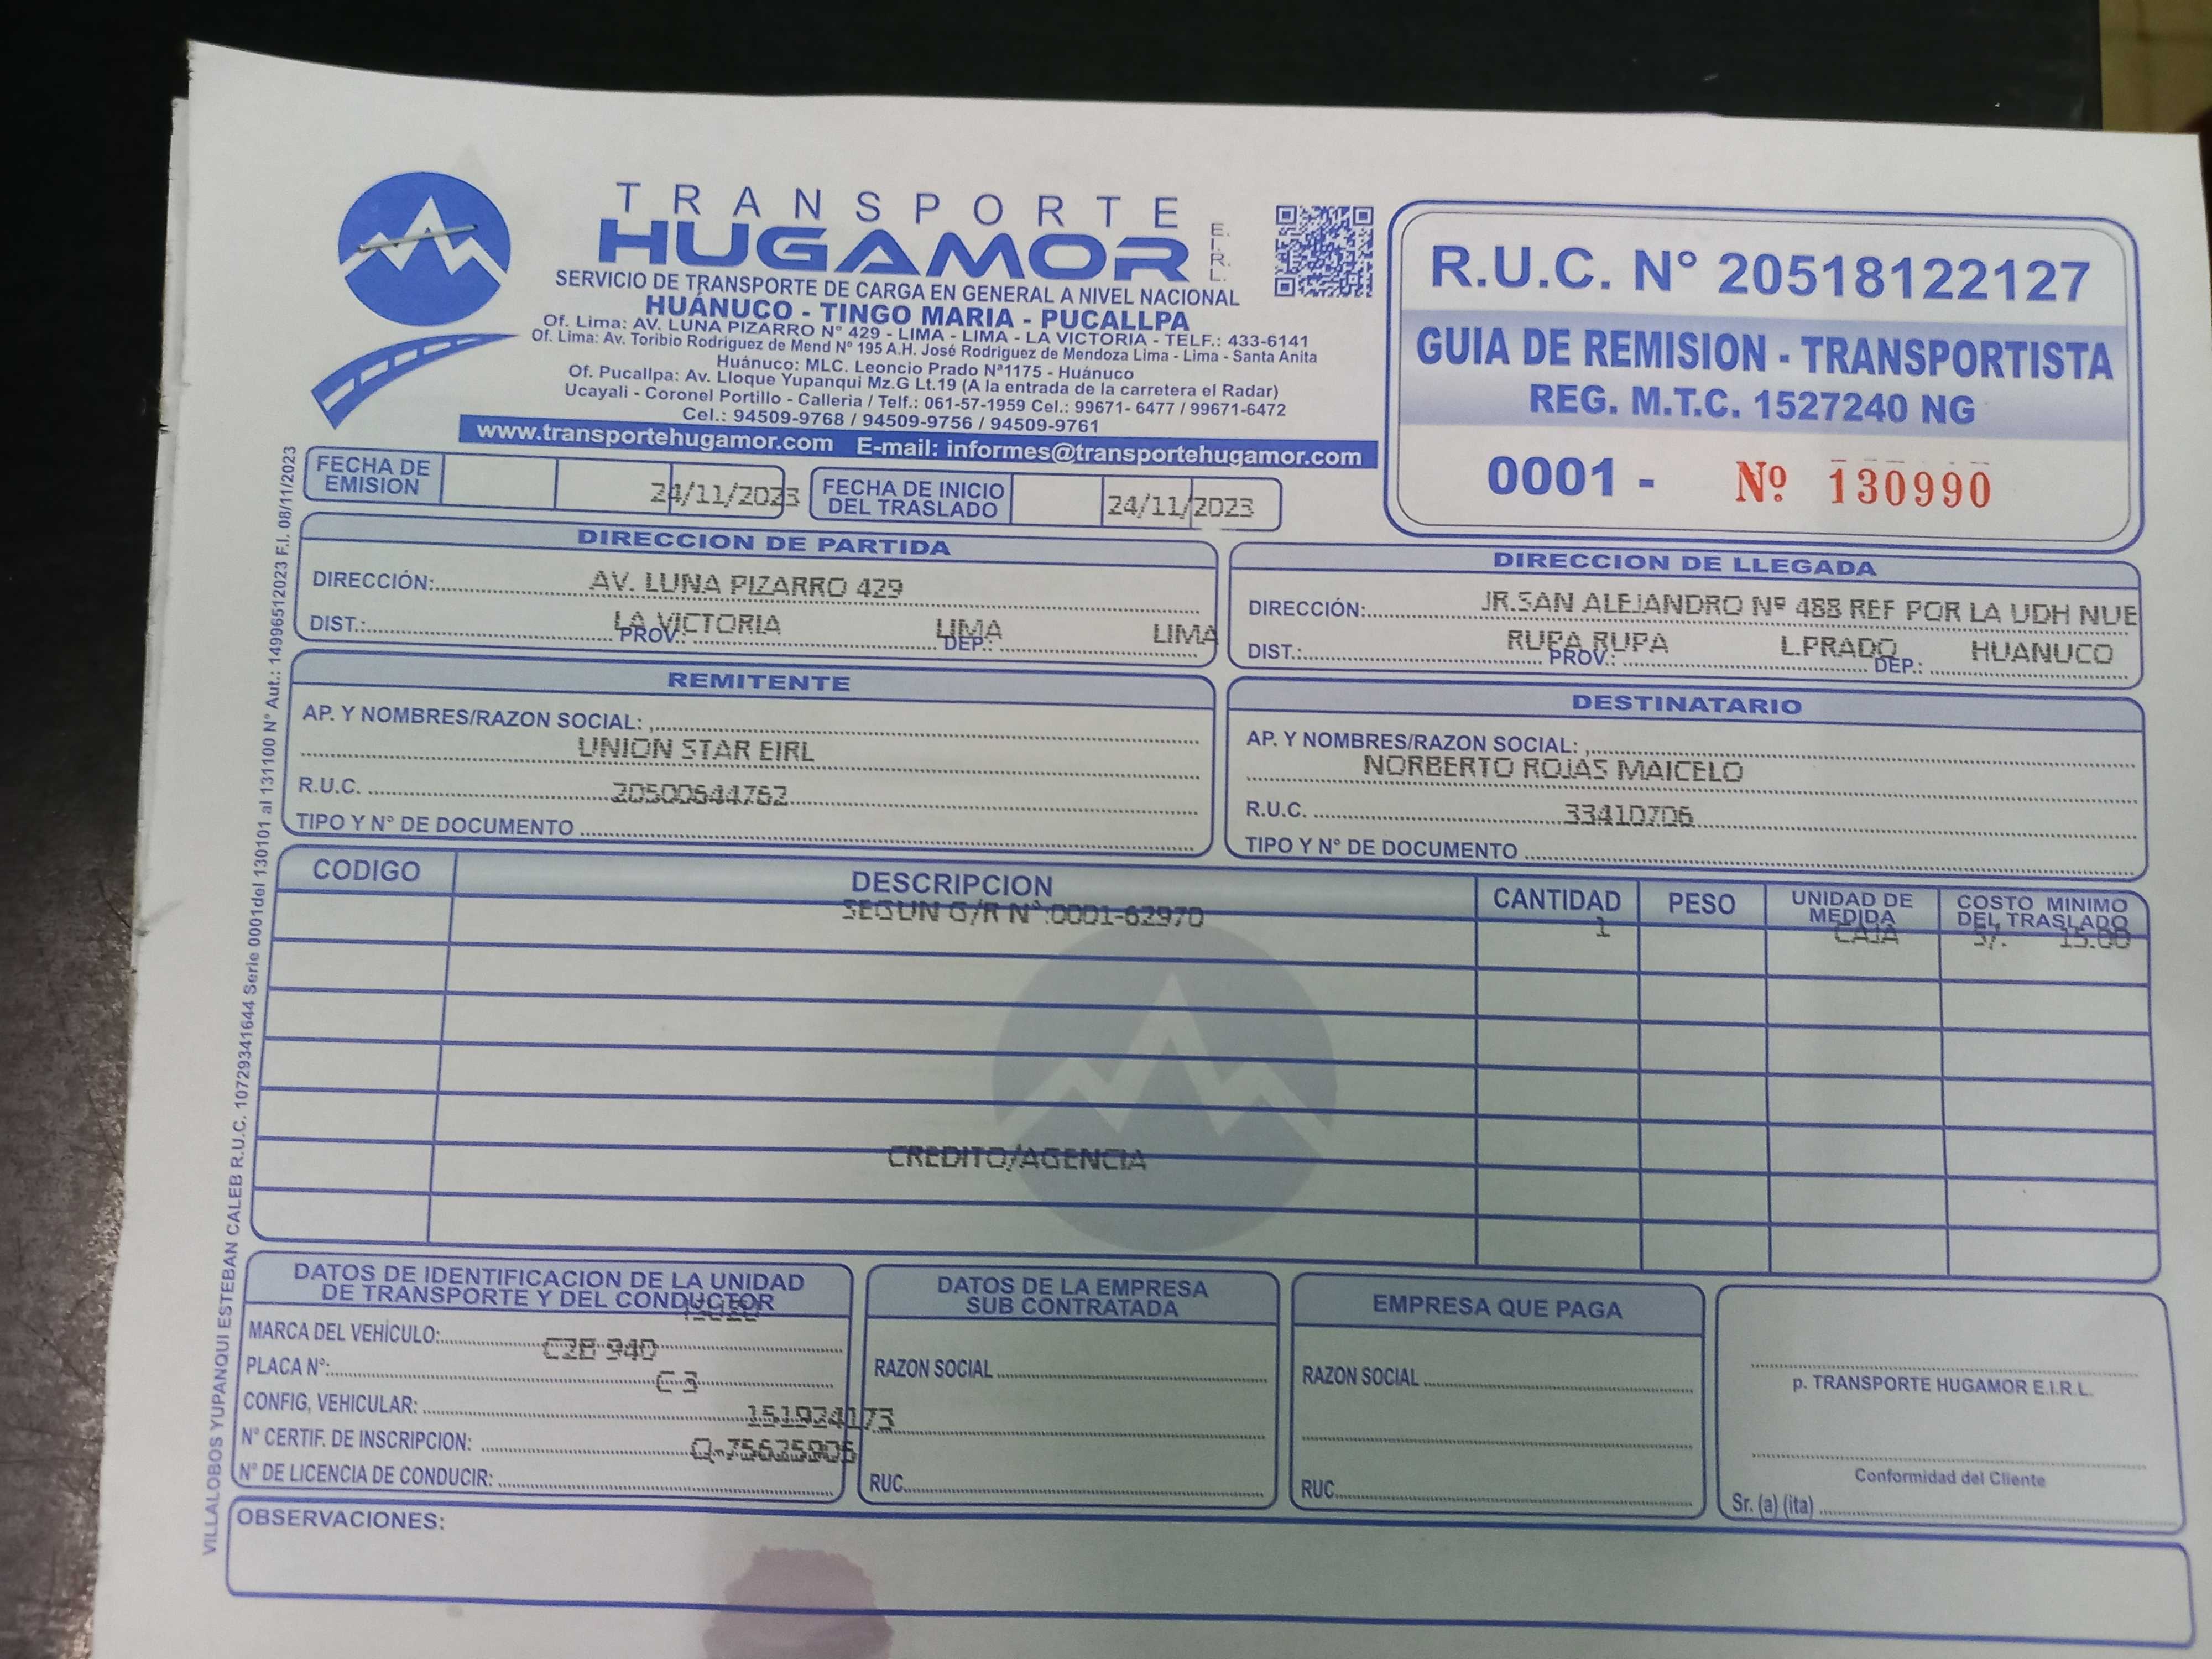 TRANSPORTE
HUGAMOR E.I.R.L.
SERVICIO DE TRANSPORTE DE CARGA EN GENERAL A NIVEL NACIONAL
HUÁNUCO - TINGO MARIA - PUCALLPA
Of. Lima: AV. LUNA PIZARRO N° 429 - LIMA - LIMA - LA VICTORIA - TELF.: 433-6141
Of. Lima: Av. Toribio Rodriguez de Mend N° 195 A.H. José Rodriguez de Mendoza Lima - Lima - Santa Anita
Huánuco: MLC. Leoncio Prado Nª1175 - Huánuco
Of. Pucallpa: Av. Lloque Yupanqui Mz.G Lt.19 (A la entrada de la carretera el Radar)
Ucayali - Coronel Portillo - Calleria / Telf.: 061-57-1959 Cel.: 99671- 6477 / 99671-6472
Cel.: 94509-9768 / 94509-9756 / 94509-9761
www.transportehugamor.com E-mail: informes@transportehugamor.com
R.U.C. N° 20518122127
GUIA DE REMISION - TRANSPORTISTA
REG. M.T.C. 1527240 NG
0001 - Nº 130990
FECHA DE EMISION 24/11/2023
FECHA DE INICIO DEL TRASLADO 24/11/2023
DIRECCION DE PARTIDA
DIRECCIÓN: AV. LUNA PIZARRO 429
DIST.: LA VICTORIA PROV.: LIMA DEP.: LIMA
DIRECCION DE LLEGADA
DIRECCIÓN: JR.SAN ALEJANDRO Nº 488 REF POR LA UDH NUE
DIST.: RUPA RUPA PROV.: L.PRADO DEP.: HUANUCO
REMITENTE
AP. Y NOMBRES/RAZON SOCIAL:
UNION STAR EIRL
R.U.C. 20500644762
TIPO Y N° DE DOCUMENTO
DESTINATARIO
AP. Y NOMBRES/RAZON SOCIAL:
NORBERTO ROJAS MAICELO
R.U.C. 33410706
TIPO Y N° DE DOCUMENTO
CODIGO DESCRIPCION CANTIDAD PESO UNIDAD DE MEDIDA COSTO MINIMO DEL TRASLADO
SEGUN G/R N°:0001-62970 1 CAJA S/. 15.00
CREDITO/AGENCIA
DATOS DE IDENTIFICACION DE LA UNIDAD
DE TRANSPORTE Y DEL CONDUCTOR
MARCA DEL VEHÍCULO:
C2B 940
PLACA N°:
C 3
CONFIG, VEHICULAR:
151924173
N° CERTIF. DE INSCRIPCION:
Q-75625905
N° DE LICENCIA DE CONDUCIR:
DATOS DE LA EMPRESA
SUB CONTRATADA
RAZON SOCIAL
RUC
EMPRESA QUE PAGA
RAZON SOCIAL
RUC
p. TRANSPORTE HUGAMOR E.I.R.L.
Conformidad del Cliente
Sr. (a) (ita)
OBSERVACIONES:
VILLALOBOS YUPANQUI ESTEBAN CALEB R.U.C. 10729341644 Serie 0001del 130101 al 131100 N° Aut.: 14996512023 F.I. 08/11/2023